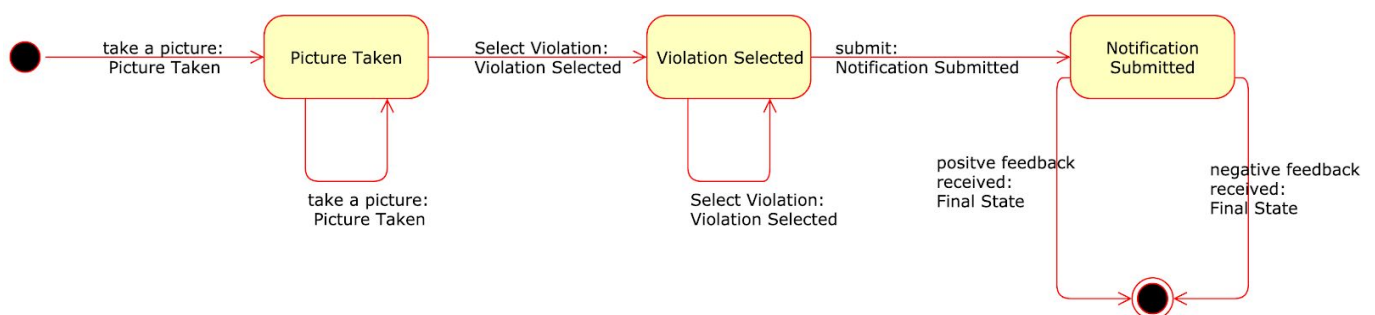 take a picture:
Picture Taken
Picture Taken
Select Violation:
Violation Selected
Violation Selected
submit:
Notification Submitted
Notification
Submitted
take a picture:
Picture Taken
Select Violation:
Violation Selected
positve feedback
received:
Final State
negative feedback
received:
Final State